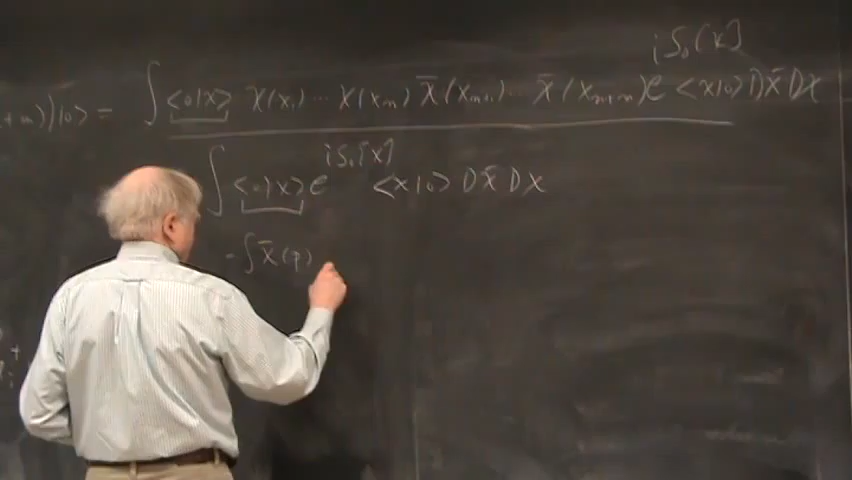 iS₀[χ]
+m))|0> = ∫ <0|χ> χ(x₁) ... χ(xₙ) χ̄(xₙ₊₁) ... χ̄(xₙ₊ₘ) e <χ|0> Dχ̄ Dχ
iS₀[χ]
∫ <0|χ> e <χ|0> Dχ̄ Dχ
- ∫ χ̄(p)